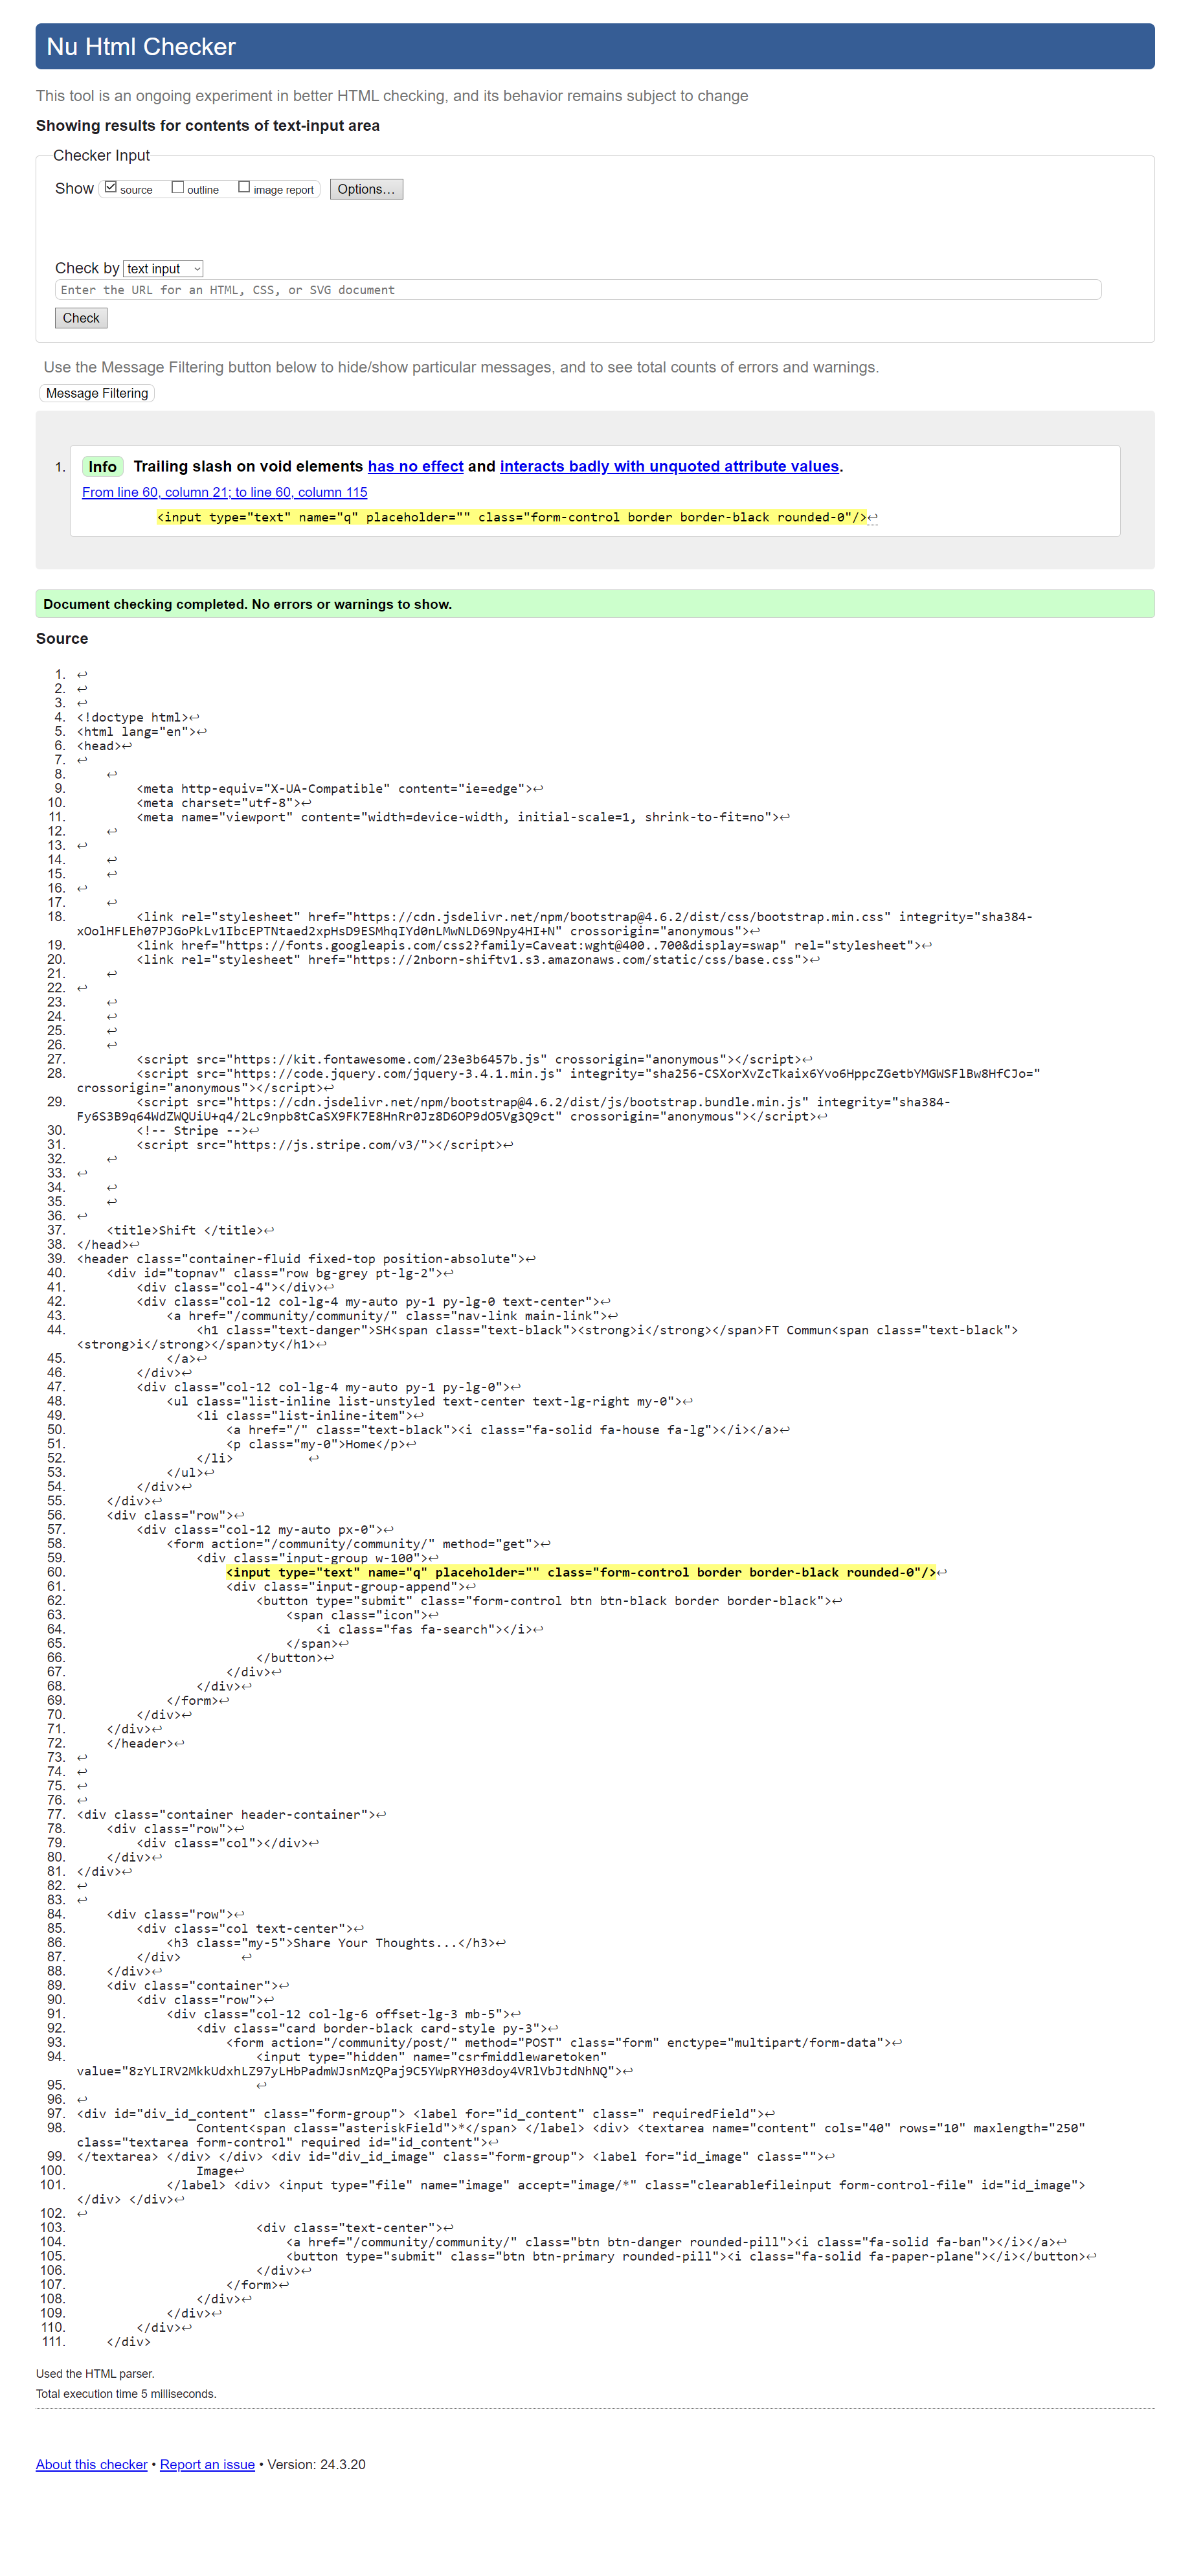 Nu Html Checker
This tool is an ongoing experiment in better HTML checking, and its behavior remains subject to change
Showing results for contents of text-input area
Checker Input
Show source outline image report Options…
Check by text input
Enter the URL for an HTML, CSS, or SVG document
Check
Use the Message Filtering button below to hide/show particular messages, and to see total counts of errors and warnings.
Message Filtering
1. Info Trailing slash on void elements has no effect and interacts badly with unquoted attribute values.
From line 60, column 21; to line 60, column 115
<input type="text" name="q" placeholder="" class="form-control border border-black rounded-0"/>↩
Document checking completed. No errors or warnings to show.
Source
1. ↩
2. ↩
3. ↩
4. <!doctype html>↩
5. <html lang="en">↩
6. <head>↩
7. ↩
8. ↩
9. <meta http-equiv="X-UA-Compatible" content="ie=edge">↩
10. <meta charset="utf-8">↩
11. <meta name="viewport" content="width=device-width, initial-scale=1, shrink-to-fit=no">↩
12. ↩
13. ↩
14. ↩
15. ↩
16. ↩
17. ↩
18. <link rel="stylesheet" href="https://cdn.jsdelivr.net/npm/bootstrap@4.6.2/dist/css/bootstrap.min.css" integrity="sha384-
xOolHFLEh07PJGoPkLv1IbcEPTNtaed2xpHsD9ESMhqIYd0nLMwNLD69Npy4HI+N" crossorigin="anonymous">↩
19. <link href="https://fonts.googleapis.com/css2?family=Caveat:wght@400..700&display=swap" rel="stylesheet">↩
20. <link rel="stylesheet" href="https://2nborn-shiftv1.s3.amazonaws.com/static/css/base.css">↩
21. ↩
22. ↩
23. ↩
24. ↩
25. ↩
26. ↩
27. <script src="https://kit.fontawesome.com/23e3b6457b.js" crossorigin="anonymous"></script>↩
28. <script src="https://code.jquery.com/jquery-3.4.1.min.js" integrity="sha256-CSXorXvZcTkaix6Yvo6HppcZGetbYMGWSFlBw8HfCJo="
crossorigin="anonymous"></script>↩
29. <script src="https://cdn.jsdelivr.net/npm/bootstrap@4.6.2/dist/js/bootstrap.bundle.min.js" integrity="sha384-
Fy6S3B9q64WdZWQUiU+q4/2Lc9npb8tCaSX9FK7E8HnRr0Jz8D6OP9dO5Vg3Q9ct" crossorigin="anonymous"></script>↩
30. <!-- Stripe -->↩
31. <script src="https://js.stripe.com/v3/"></script>↩
32. ↩
33. ↩
34. ↩
35. ↩
36. ↩
37. <title>Shift </title>↩
38. </head>↩
39. <header class="container-fluid fixed-top position-absolute">↩
40. <div id="topnav" class="row bg-grey pt-lg-2">↩
41. <div class="col-4"></div>↩
42. <div class="col-12 col-lg-4 my-auto py-1 py-lg-0 text-center">↩
43. <a href="/community/community/" class="nav-link main-link">↩
44. <h1 class="text-danger">SH<span class="text-black"><strong>i</strong></span>FT Commun<span class="text-black">
<strong>i</strong></span>ty</h1>↩
45. </a>↩
46. </div>↩
47. <div class="col-12 col-lg-4 my-auto py-1 py-lg-0">↩
48. <ul class="list-inline list-unstyled text-center text-lg-right my-0">↩
49. <li class="list-inline-item">↩
50. <a href="/" class="text-black"><i class="fa-solid fa-house fa-lg"></i></a>↩
51. <p class="my-0">Home</p>↩
52. </li> ↩
53. </ul>↩
54. </div>↩
55. </div>↩
56. <div class="row">↩
57. <div class="col-12 my-auto px-0">↩
58. <form action="/community/community/" method="get">↩
59. <div class="input-group w-100">↩
60. <input type="text" name="q" placeholder="" class="form-control border border-black rounded-0"/>↩
61. <div class="input-group-append">↩
62. <button type="submit" class="form-control btn btn-black border border-black">↩
63. <span class="icon">↩
64. <i class="fas fa-search"></i>↩
65. </span>↩
66. </button>↩
67. </div>↩
68. </div>↩
69. </form>↩
70. </div>↩
71. </div>↩
72. </header>↩
73. ↩
74. ↩
75. ↩
76. ↩
77. <div class="container header-container">↩
78. <div class="row">↩
79. <div class="col"></div>↩
80. </div>↩
81. </div>↩
82. ↩
83. ↩
84. <div class="row">↩
85. <div class="col text-center">↩
86. <h3 class="my-5">Share Your Thoughts...</h3>↩
87. </div> ↩
88. </div>↩
89. <div class="container">↩
90. <div class="row">↩
91. <div class="col-12 col-lg-6 offset-lg-3 mb-5">↩
92. <div class="card border-black card-style py-3">↩
93. <form action="/community/post/" method="POST" class="form" enctype="multipart/form-data">↩
94. <input type="hidden" name="csrfmiddlewaretoken"
value="8zYLIRV2MkkUdxhLZ97yLHbPadmWJsnMzQPaj9C5YWpRYH03doy4VRlVbJtdNhNQ">↩
95. ↩
96. ↩
97. <div id="div_id_content" class="form-group"> <label for="id_content" class=" requiredField">↩
98. Content<span class="asteriskField">*</span> </label> <div> <textarea name="content" cols="40" rows="10" maxlength="250"
class="textarea form-control" required id="id_content">↩
99. </textarea> </div> </div> <div id="div_id_image" class="form-group"> <label for="id_image" class="">↩
100. Image↩
101. </label> <div> <input type="file" name="image" accept="image/*" class="clearablefileinput form-control-file" id="id_image">
</div> </div>↩
102. ↩
103. <div class="text-center">↩
104. <a href="/community/community/" class="btn btn-danger rounded-pill"><i class="fa-solid fa-ban"></i></a>↩
105. <button type="submit" class="btn btn-primary rounded-pill"><i class="fa-solid fa-paper-plane"></i></button>↩
106. </div>↩
107. </form>↩
108. </div>↩
109. </div>↩
110. </div>↩
111. </div>
Used the HTML parser.
Total execution time 5 milliseconds.
About this checker • Report an issue • Version: 24.3.20